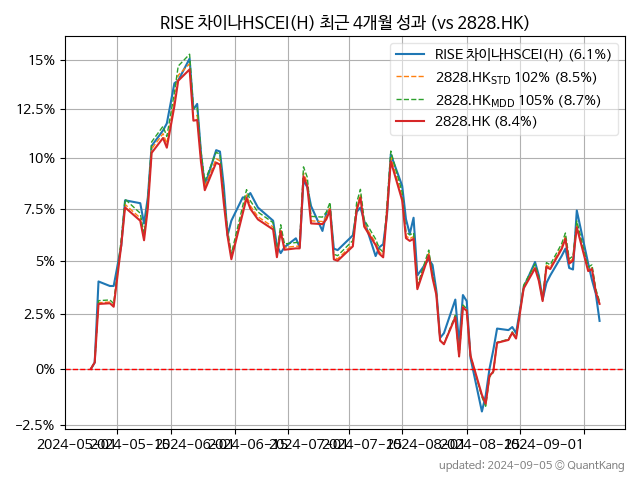 RISE 차이나HSCEI(H) 최근 4개월 성과 (vs 2828.HK)
15%
12.5%
10%
7.5%
5%
2.5%
0%
−2.5%
RISE 차이나HSCEI(H) (6.1%)
2828.HKSTD 102% (8.5%)
2828.HKMDD 105% (8.7%)
2828.HK (8.4%)
2024-05-01 2024-05-15 2024-06-01 2024-06-15 2024-07-01 2024-07-15 2024-08-01 2024-08-15 2024-09-01
updated: 2024-09-05 © QuantKang